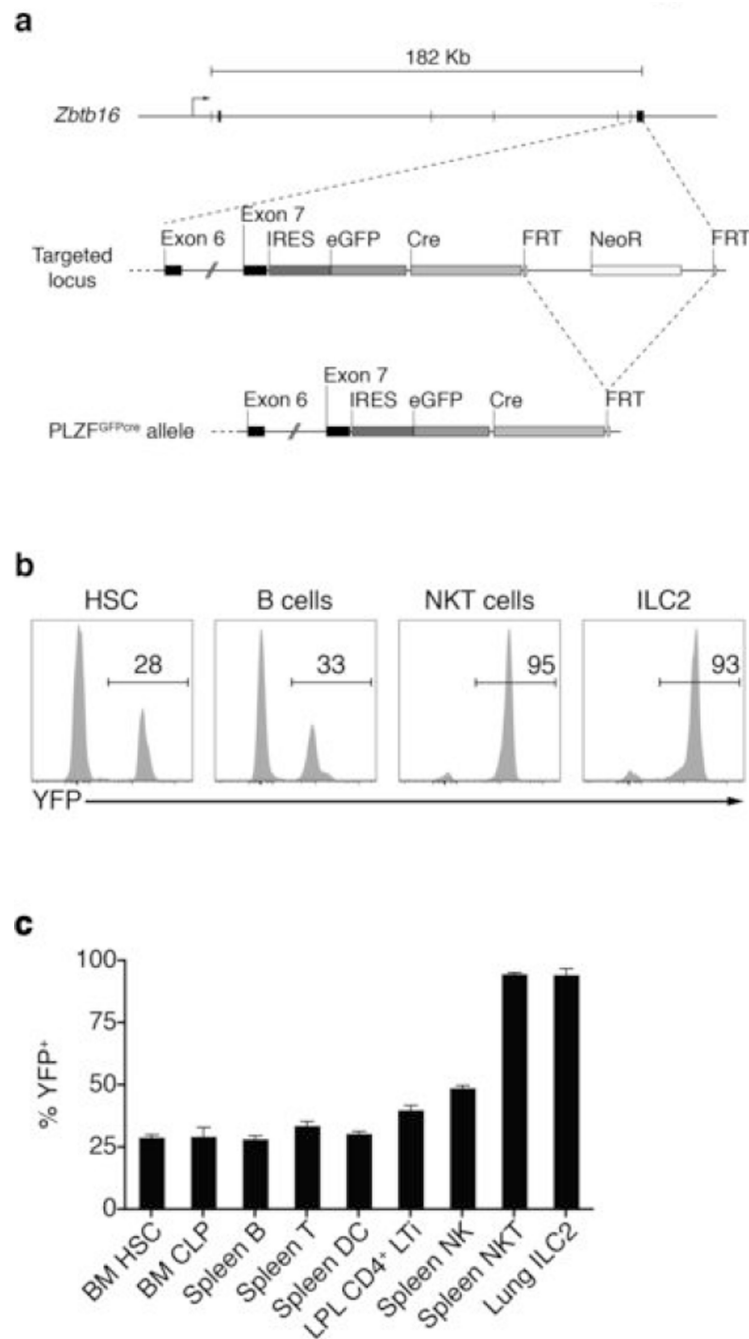 a
182 Kb
Zbtb16
Exon 7
Exon 6 IRES eGFP Cre FRT NeoR FRT
Targeted
locus
Exon 7
Exon 6 IRES eGFP Cre FRT
PLZF^GFPcre allele
b
HSC B cells NKT cells ILC2
28 33 95 93
YFP
c
100
75
50
25
0
% YFP⁺
BM HSC
BM CLP
Spleen B
Spleen T
Spleen DC
LPL CD4⁺ LTi
Spleen NK
Spleen NKT
Lung ILC2